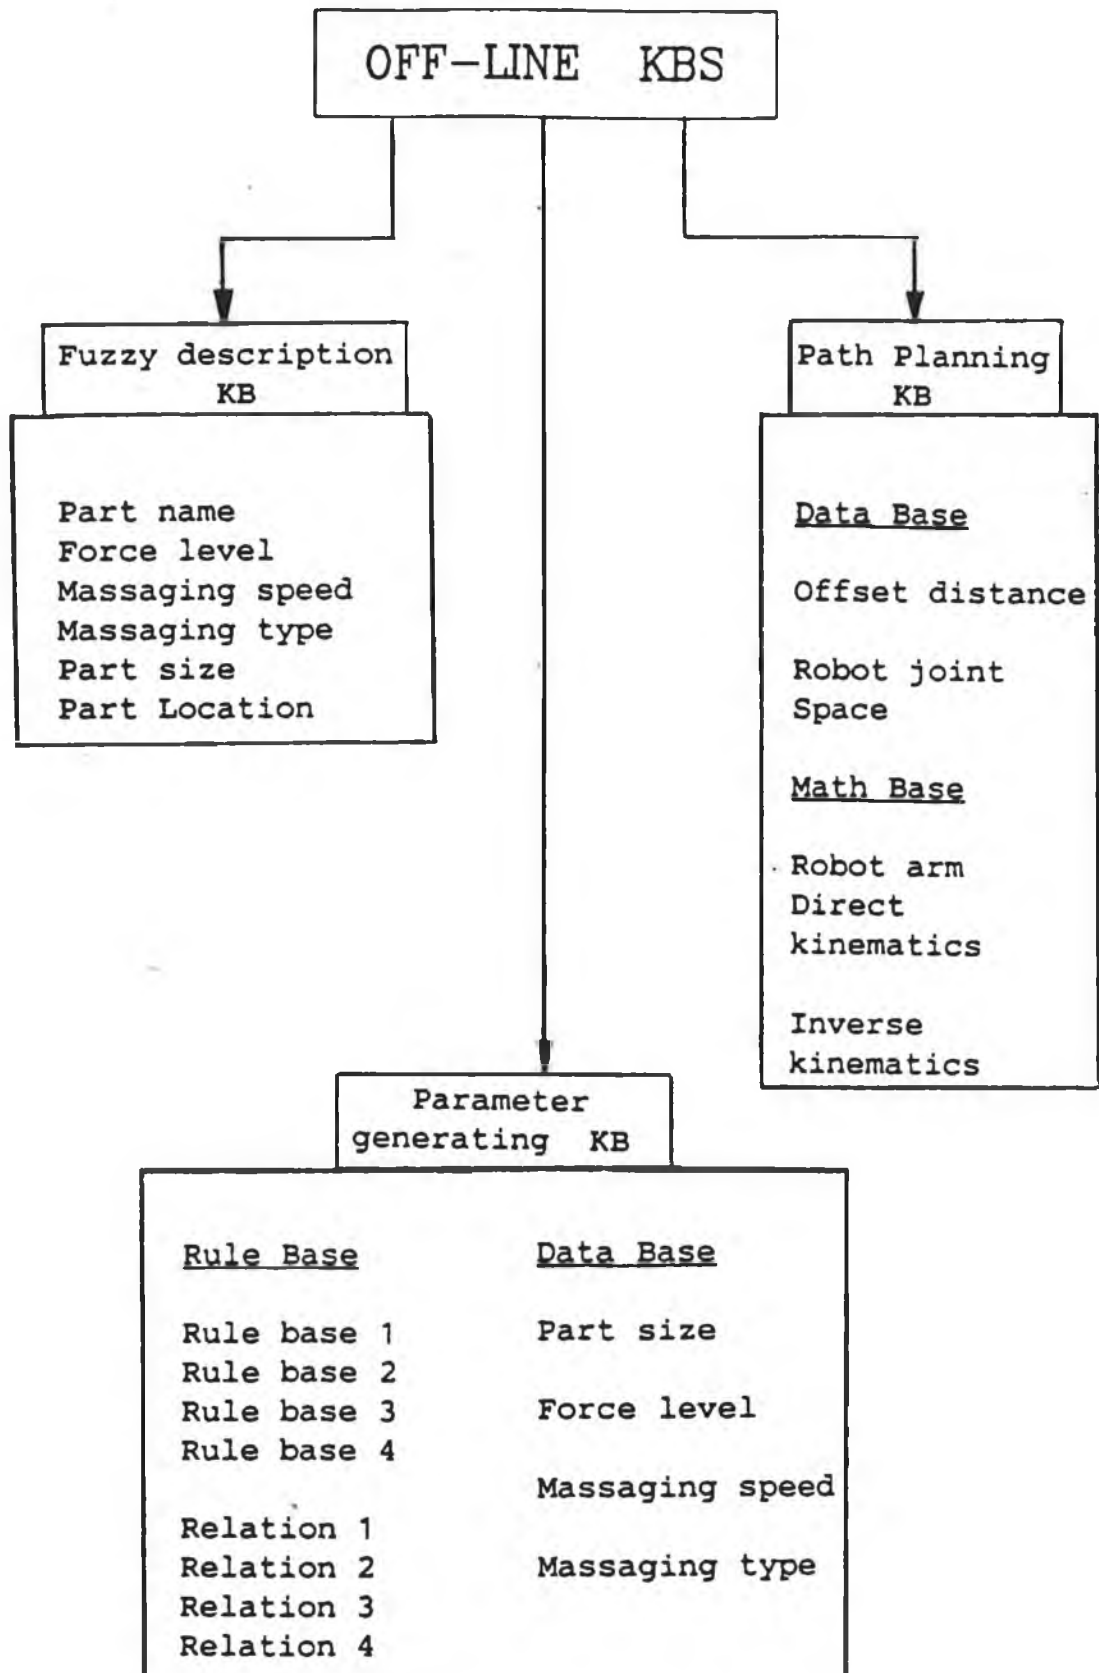 OFF-LINE KBS
Fuzzy description
KB
Part name
Force level
Massaging speed
Massaging type
Part size
Part Location
Path Planning
KB
Data Base
Offset distance
Robot joint
Space
Math Base
Robot arm
Direct
kinematics
Inverse
kinematics
Parameter
generating KB
Rule Base
Rule base 1
Rule base 2
Rule base 3
Rule base 4
Relation 1
Relation 2
Relation 3
Relation 4
Data Base
Part size
Force level
Massaging speed
Massaging type